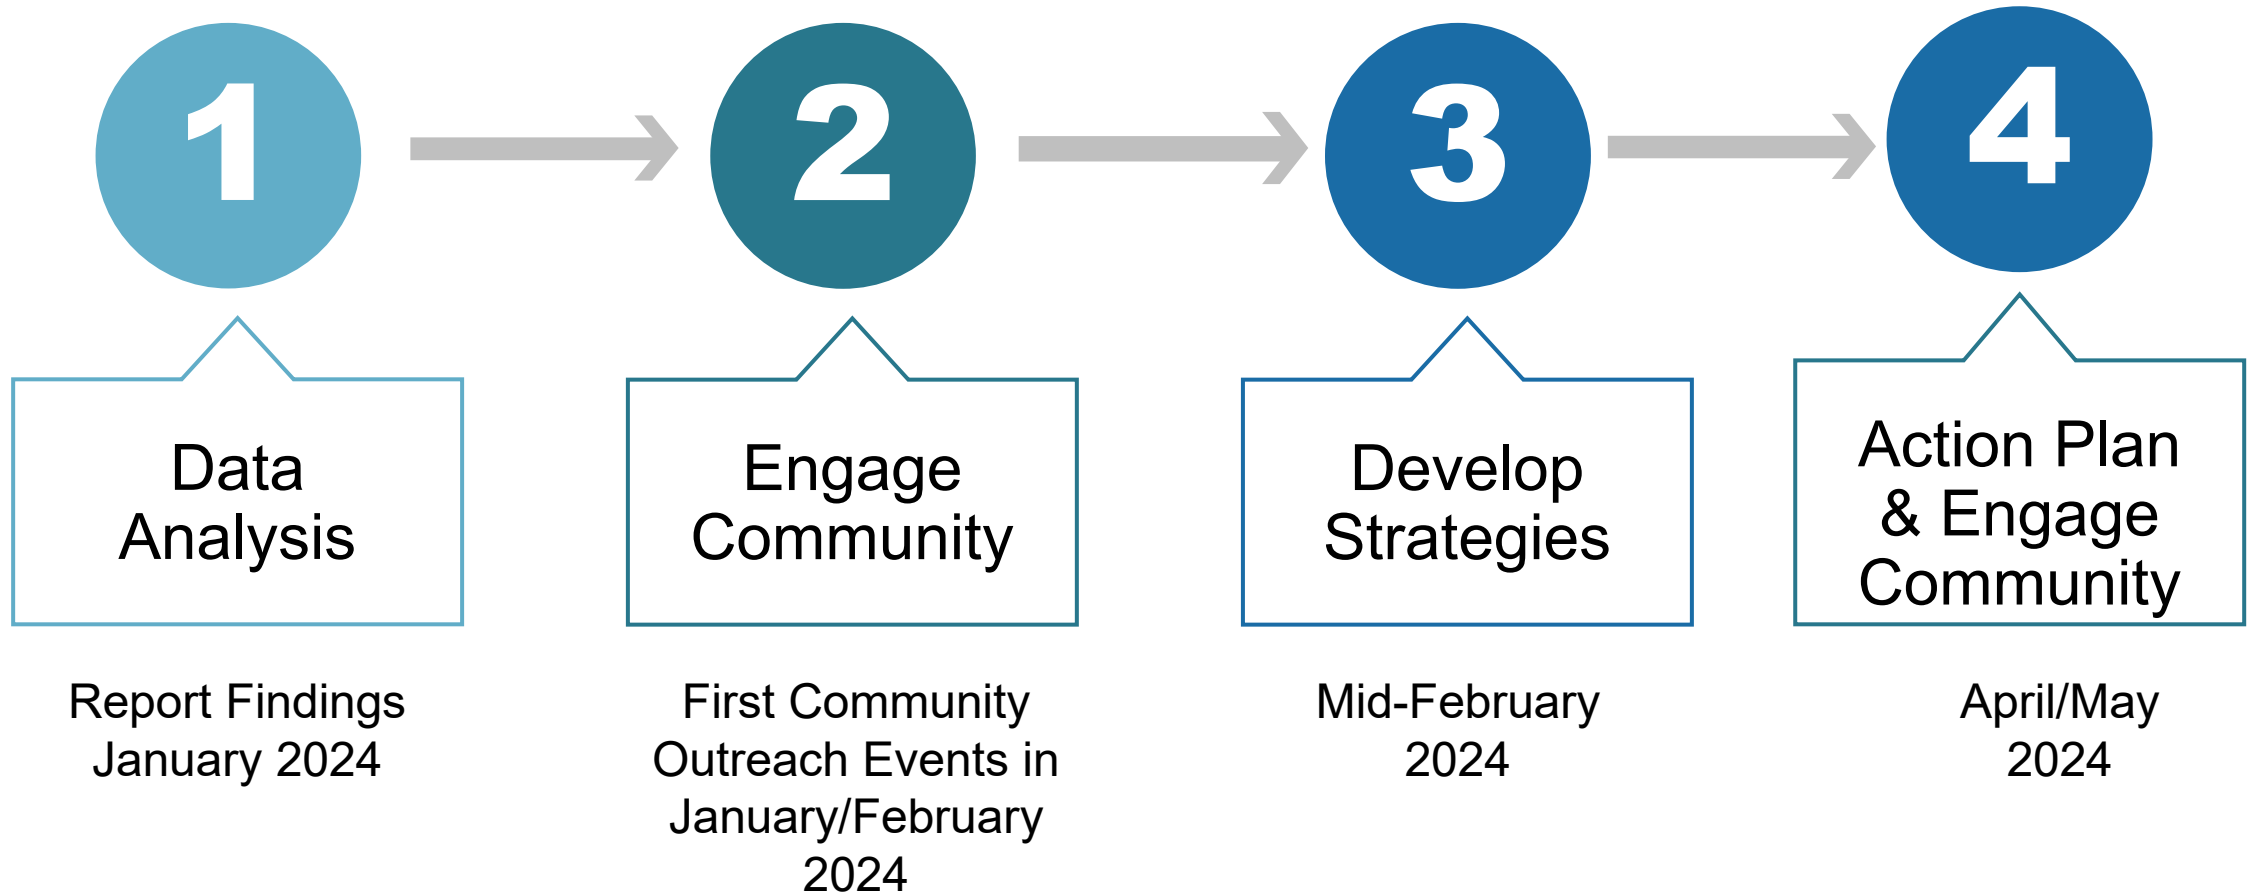 1
2
3
4
Data
Analysis
Engage
Community
Develop
Strategies
Action Plan
& Engage
Community
Report Findings
January 2024
First Community
Outreach Events in
January/February
2024
Mid-February
2024
April/May
2024